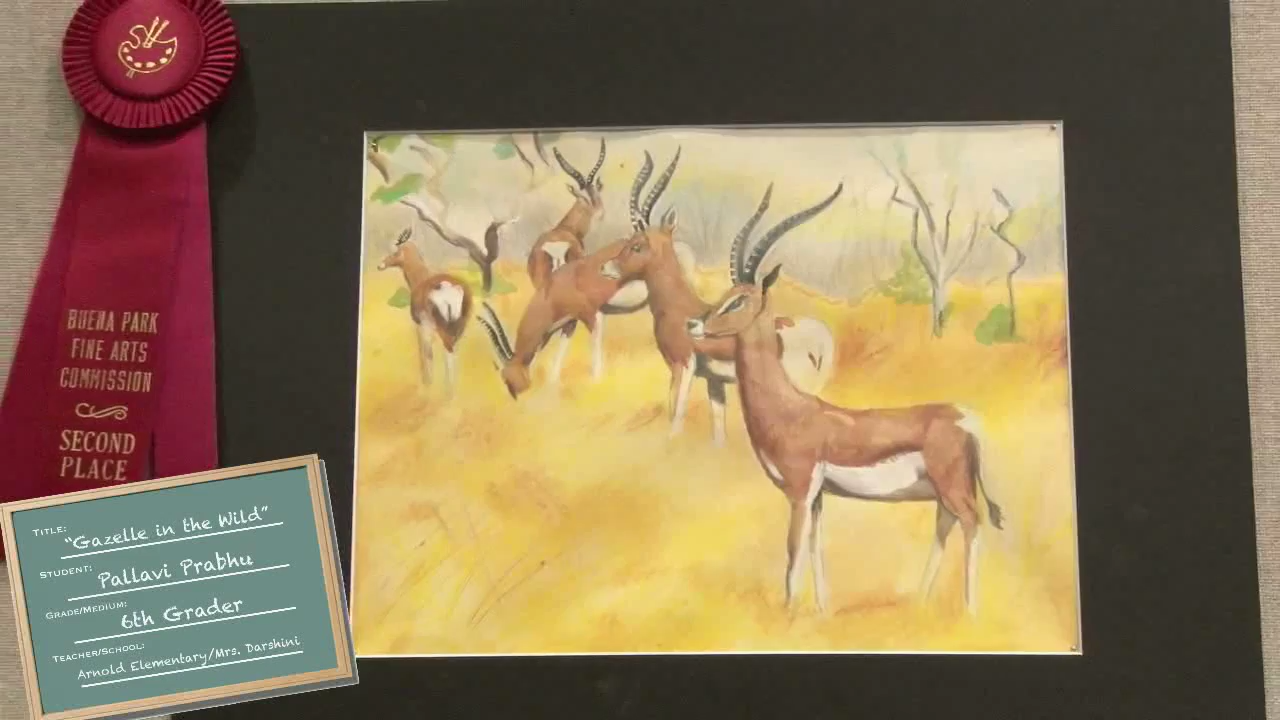 BUENA PARK
FINE ARTS
COMMISSION
SECOND
PLACE
TITLE: "Gazelle in the Wild"
STUDENT: Pallavi Prabhu
GRADE/MEDIUM: 6th Grader
TEACHER/SCHOOL:
Arnold Elementary/Mrs. Darshini